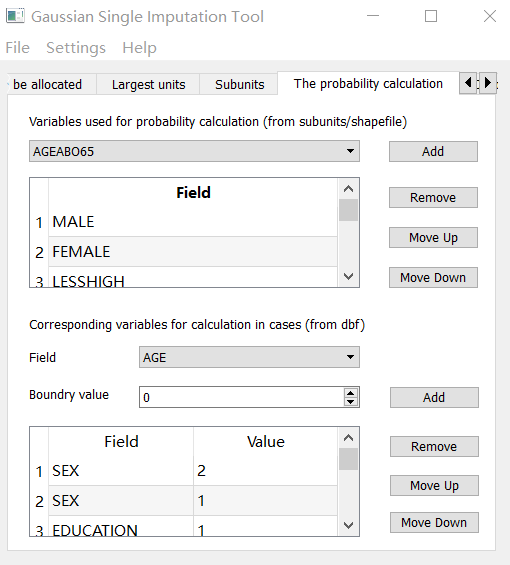 Gaussian Single Imputation Tool
File Settings Help
be allocated Largest units Subunits The probability calculation
Variables used for probability calculation (from subunits/shapefile)
AGEABO65 Add
Field
Remove
1 MALE
Move Up
2 FEMALE
3 LESSHIGH
Move Down
Corresponding variables for calculation in cases (from dbf)
Field AGE
Boundry value 0 Add
Field Value
Remove
1 SEX 2
Move Up
2 SEX 1
3 EDUCATION 1
Move Down